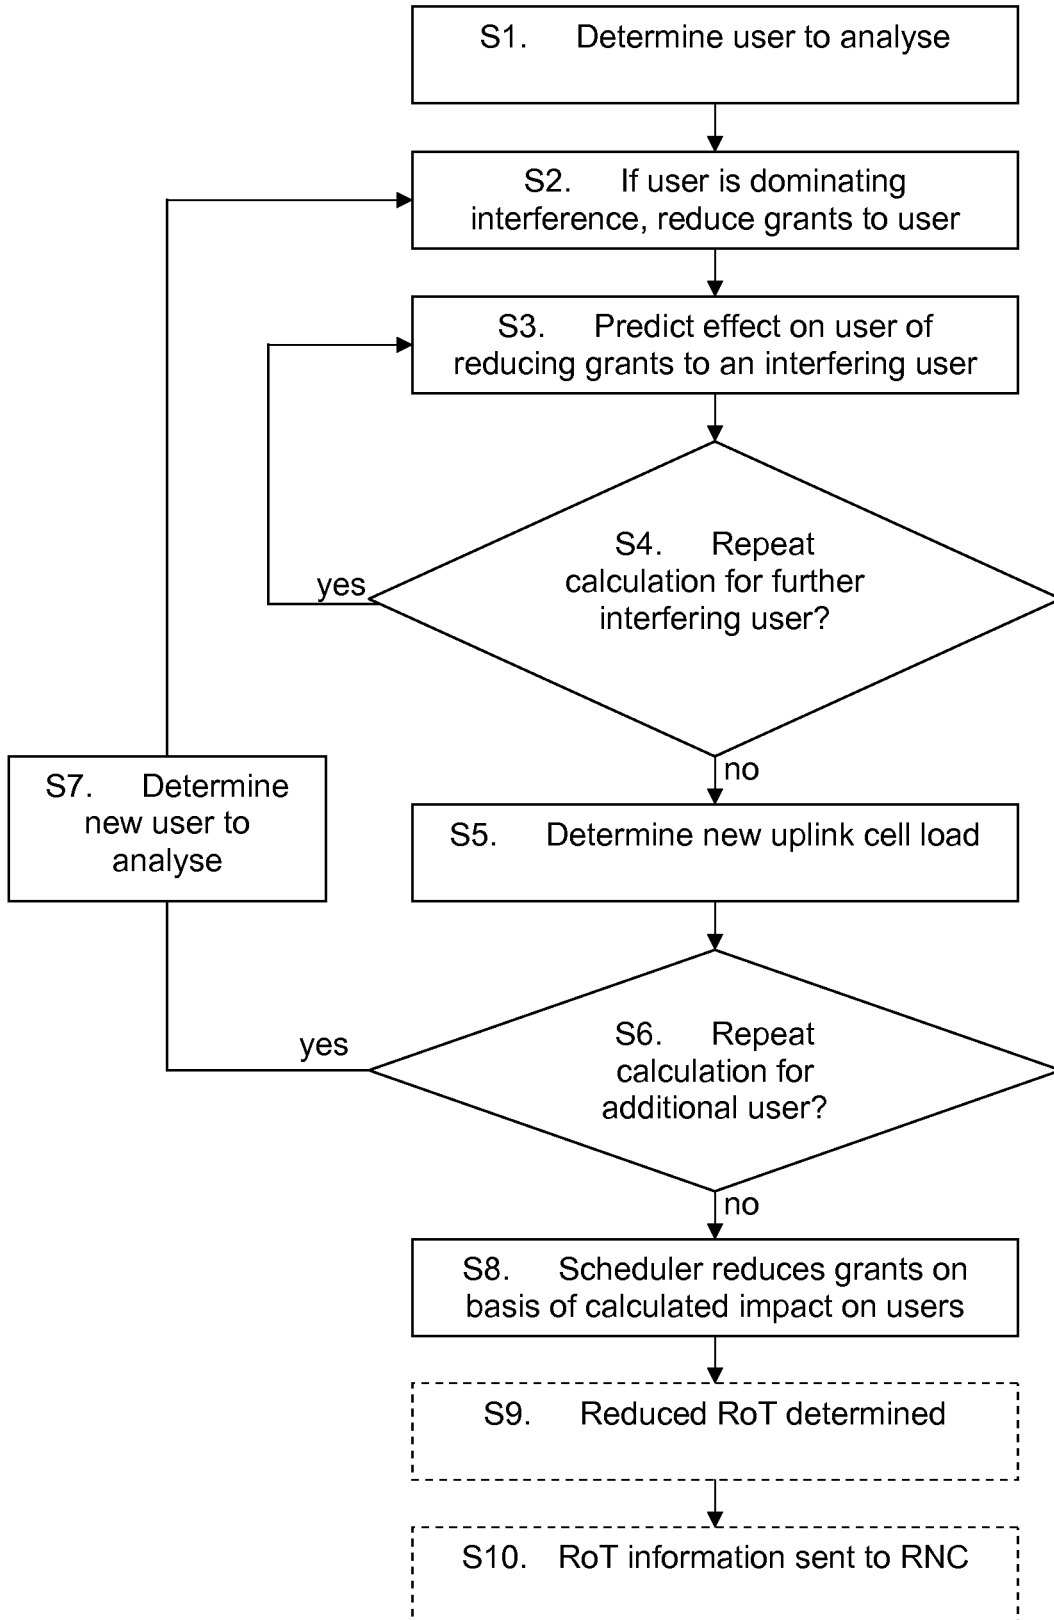 S1. Determine user to analyse
S2. If user is dominating
interference, reduce grants to user
S3. Predict effect on user of
reducing grants to an interfering user
S4. Repeat
calculation for further
interfering user?
yes
no
S7. Determine
new user to
analyse
S5. Determine new uplink cell load
S6. Repeat
calculation for
additional user?
yes
no
S8. Scheduler reduces grants on
basis of calculated impact on users
S9. Reduced RoT determined
S10. RoT information sent to RNC